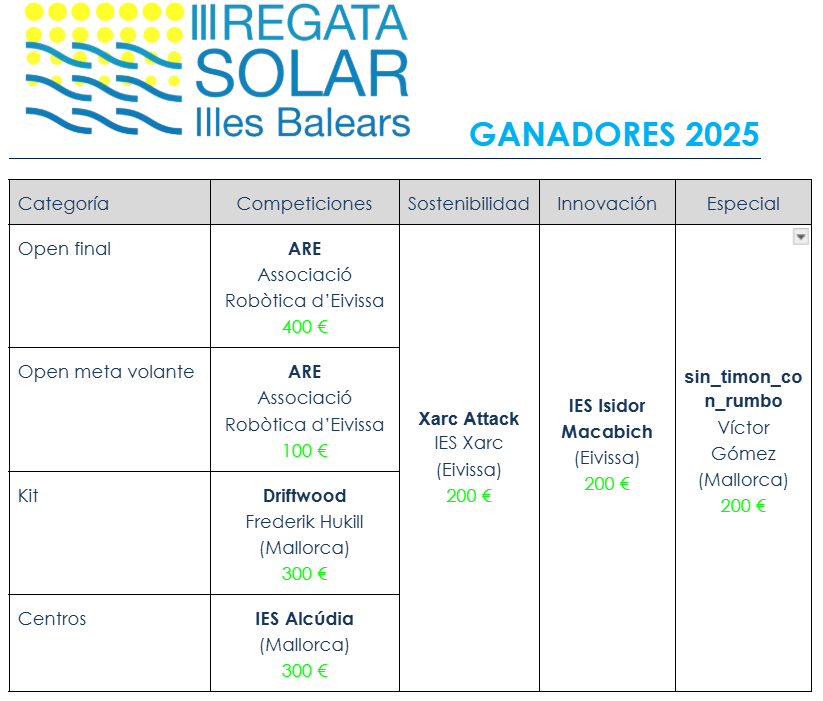 III REGATA
SOLAR
Illes Balears
GANADORES 2025
Categoría
Competiciones
Sostenibilidad
Innovación
Especial
Open final
ARE
Associació
Robòtica d’Eivissa
400 €
Open meta volante
ARE
Associació
Robòtica d’Eivissa
100 €
Kit
Driftwood
Frederik Hukill
(Mallorca)
300 €
Centros
IES Alcúdia
(Mallorca)
300 €
Xarc Attack
IES Xarc
(Eivissa)
200 €
IES Isidor
Macabich
(Eivissa)
200 €
sin_timon_co
n_rumbo
Víctor
Gómez
(Mallorca)
200 €